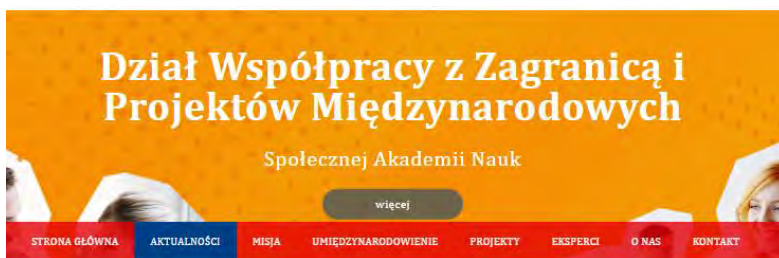 Dział Współpracy z Zagranicą i
Projektów Międzynarodowych
Społecznej Akademii Nauk
więcej
STRONA GŁÓWNA AKTUALNOŚCI MISJA UMIĘDZYNARODOWIENIE PROJEKTY EKSPERCI O NAS KONTAKT